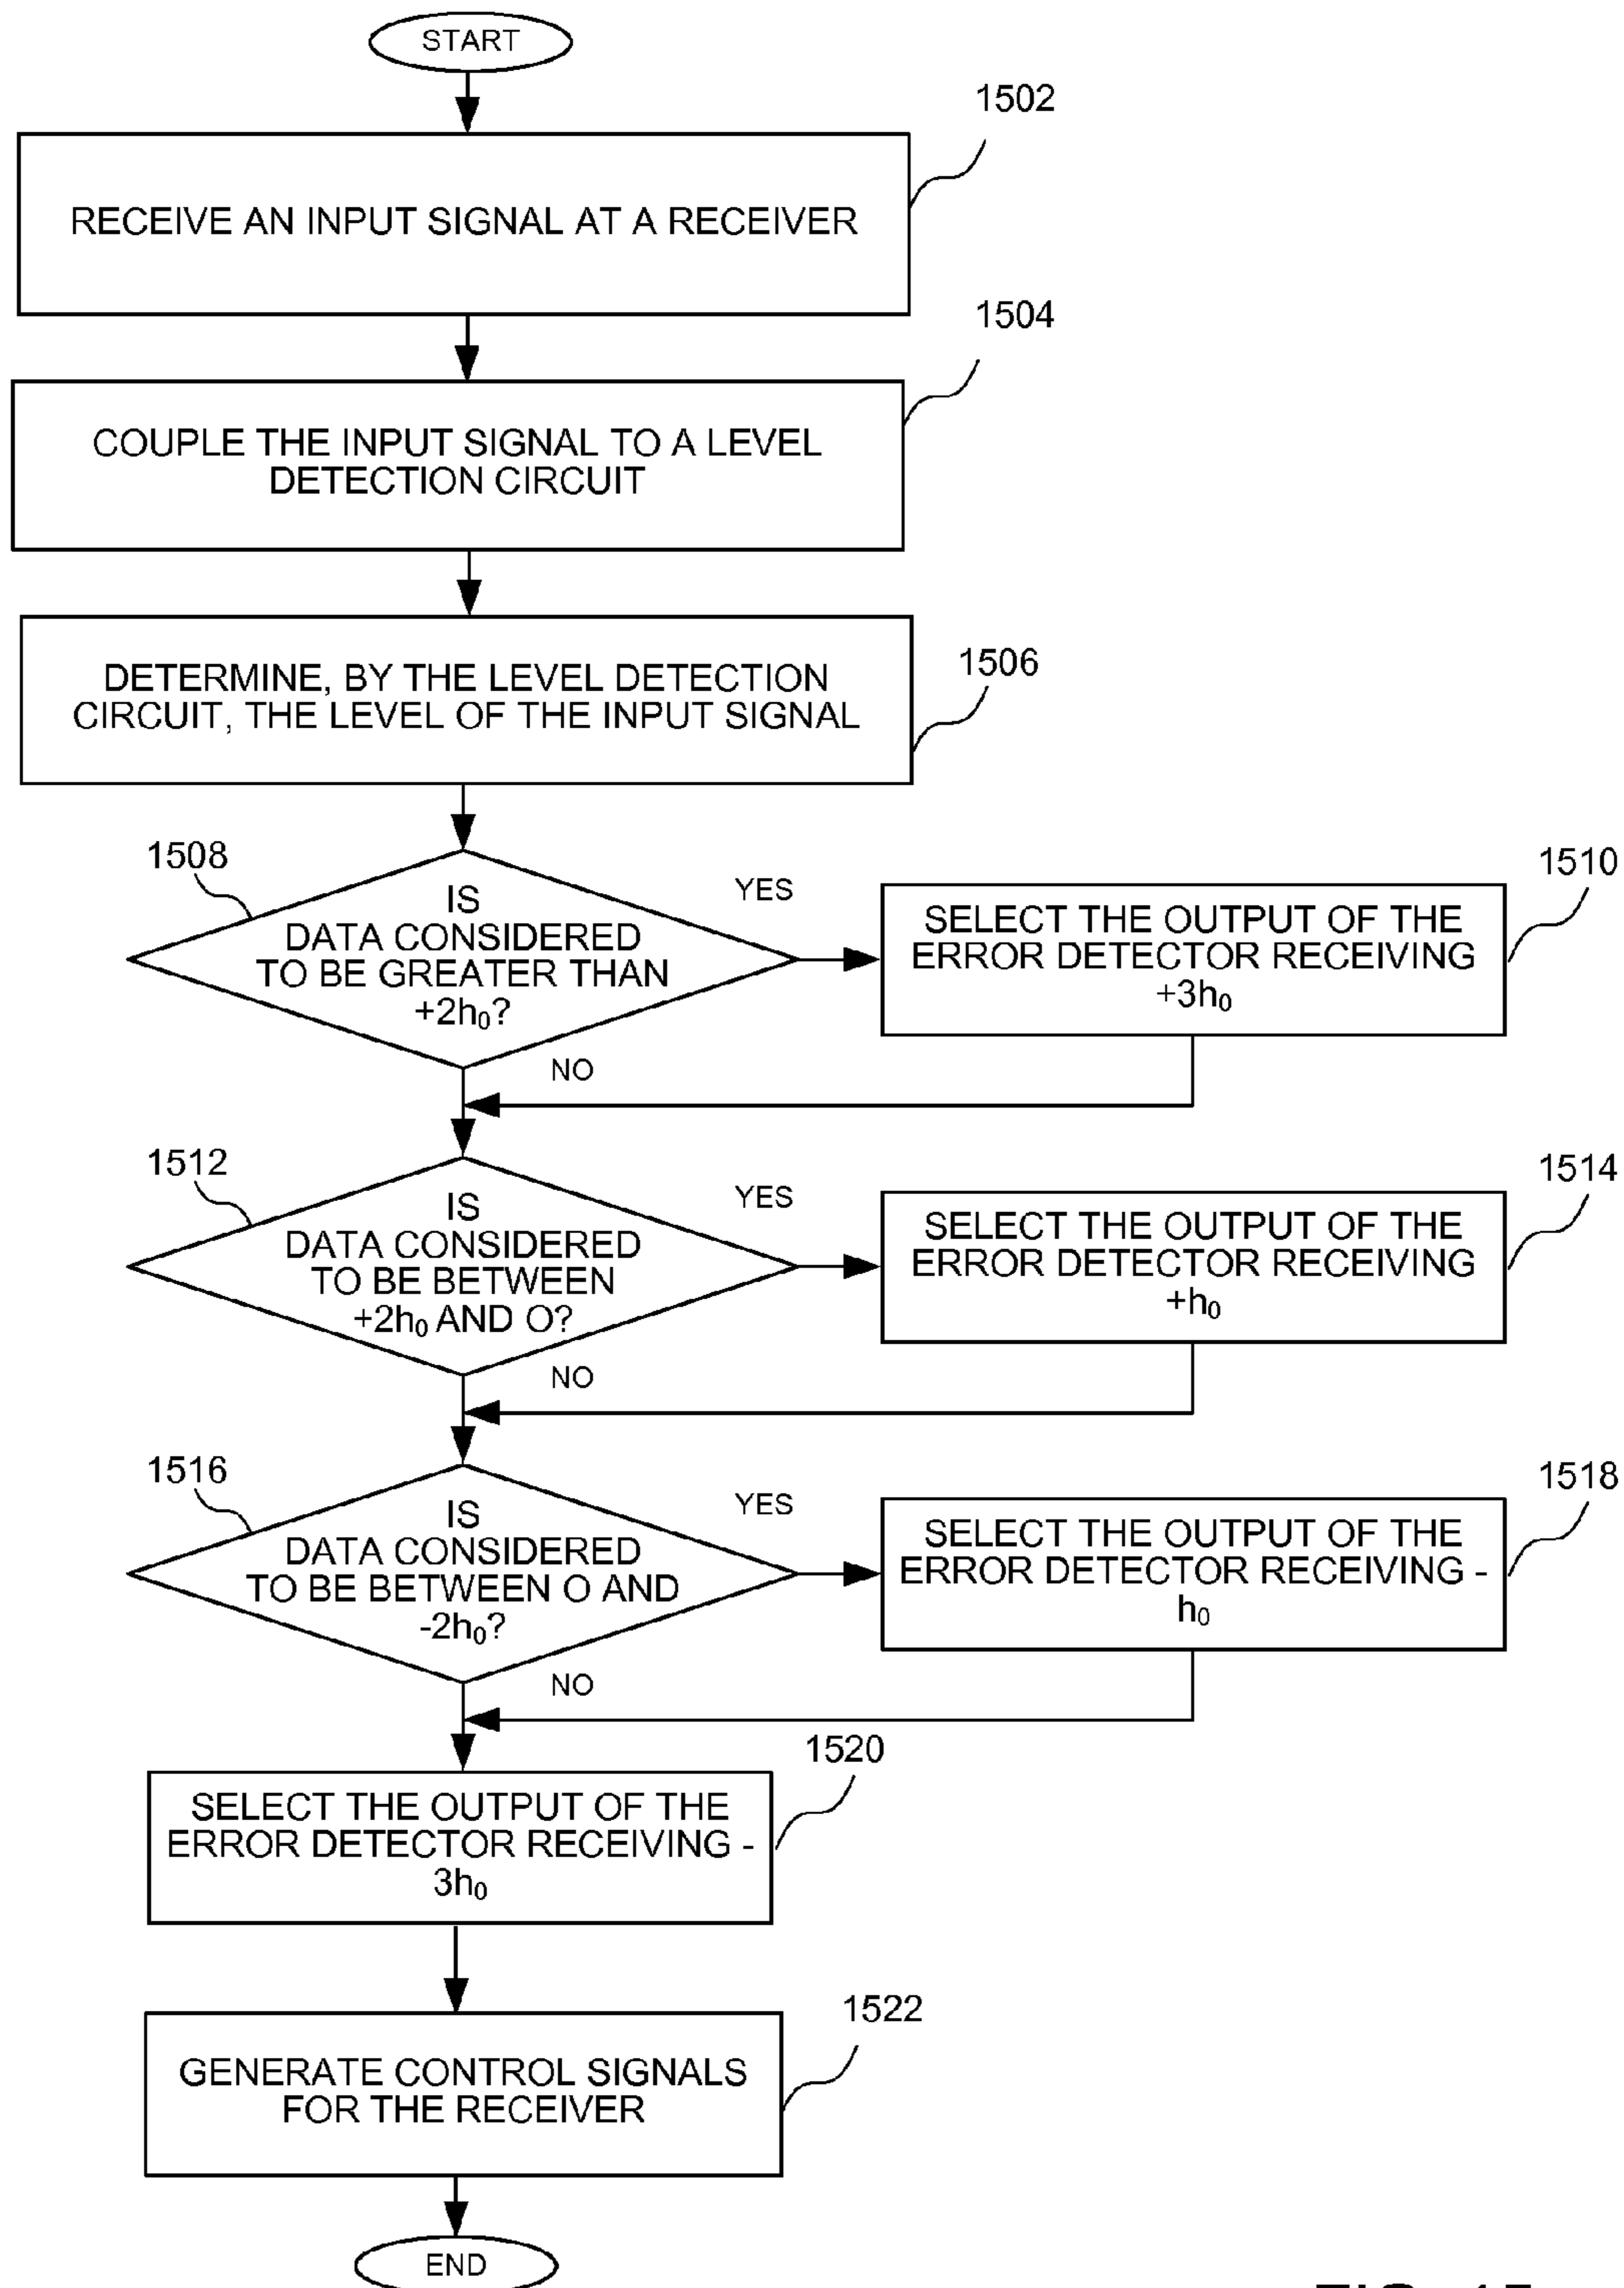 START
1502
RECEIVE AN INPUT SIGNAL AT A RECEIVER
1504
COUPLE THE INPUT SIGNAL TO A LEVEL
DETECTION CIRCUIT
1506
DETERMINE, BY THE LEVEL DETECTION
CIRCUIT, THE LEVEL OF THE INPUT SIGNAL
1508
IS
DATA CONSIDERED
TO BE GREATER THAN
+2h₀?
YES
NO
1510
SELECT THE OUTPUT OF THE
ERROR DETECTOR RECEIVING
+3h₀
1512
IS
DATA CONSIDERED
TO BE BETWEEN
+2h₀ AND O?
YES
NO
1514
SELECT THE OUTPUT OF THE
ERROR DETECTOR RECEIVING
+h₀
1516
IS
DATA CONSIDERED
TO BE BETWEEN O AND
-2h₀?
YES
NO
1518
SELECT THE OUTPUT OF THE
ERROR DETECTOR RECEIVING -
h₀
1520
SELECT THE OUTPUT OF THE
ERROR DETECTOR RECEIVING -
3h₀
1522
GENERATE CONTROL SIGNALS
FOR THE RECEIVER
END